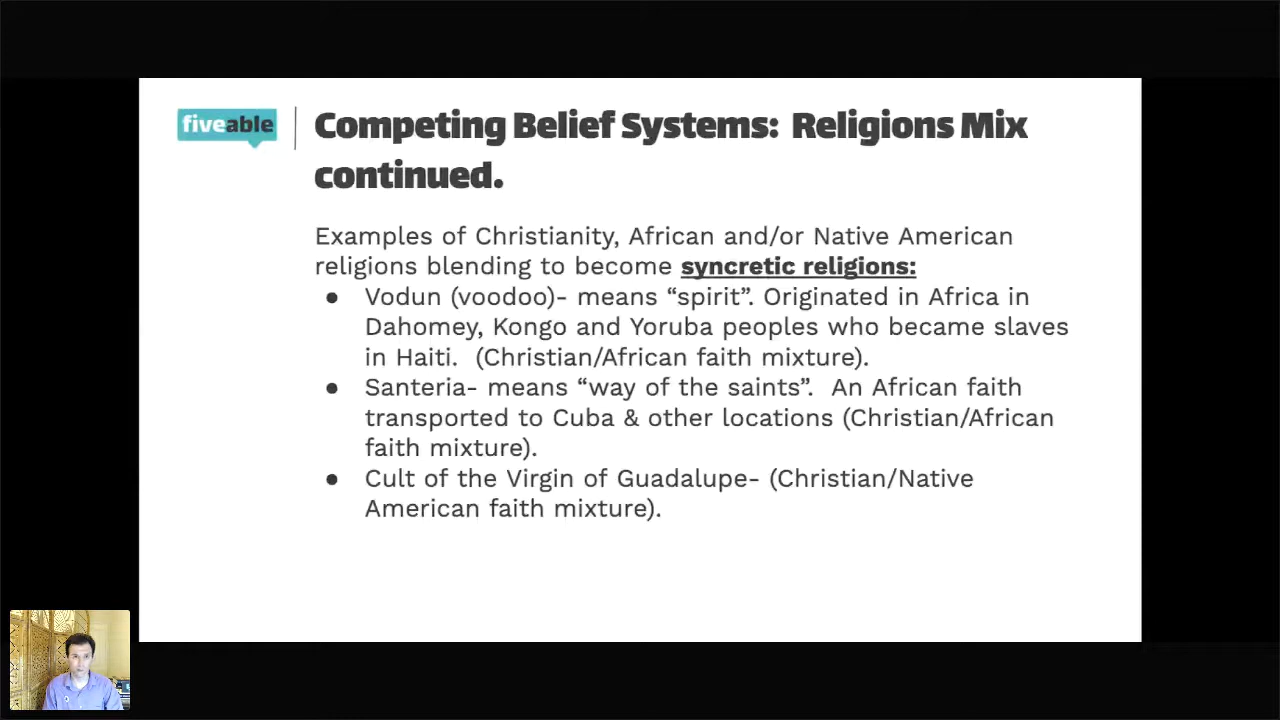 fiveable
Competing Belief Systems:  Religions Mix
continued.
Examples of Christianity, African and/or Native American
religions blending to become syncretic religions:
● Vodun (voodoo)- means “spirit”. Originated in Africa in
Dahomey, Kongo and Yoruba peoples who became slaves
in Haiti.  (Christian/African faith mixture).
● Santeria- means “way of the saints”.  An African faith
transported to Cuba & other locations (Christian/African
faith mixture).
● Cult of the Virgin of Guadalupe- (Christian/Native
American faith mixture).